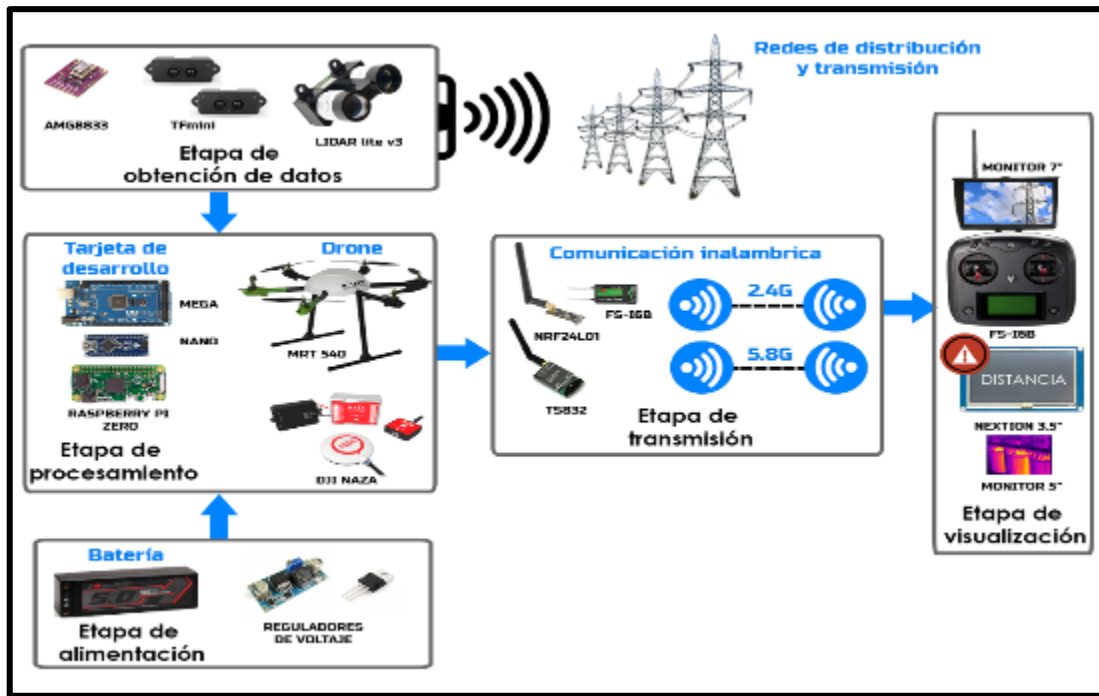 AMG8833
TFmini
LIDAR lite v3
Etapa de
obtención de datos
Redes de distribución
y transmisión
Tarjeta de
desarrollo
MEGA
NANO
RASPBERRY PI
ZERO
Drone
MRT 540
DJI NAZA
Etapa de
procesamiento
Batería
5.0
REGULADORES
DE VOLTAJE
Etapa de
alimentación
Comunicación inalambrica
FS-I6B
NRF24L01
TS832
2.4G
5.8G
Etapa de
transmisión
MONITOR 7"
FS-I6B
DISTANCIA
NEXTION 3.5"
MONITOR 5"
Etapa de
visualización